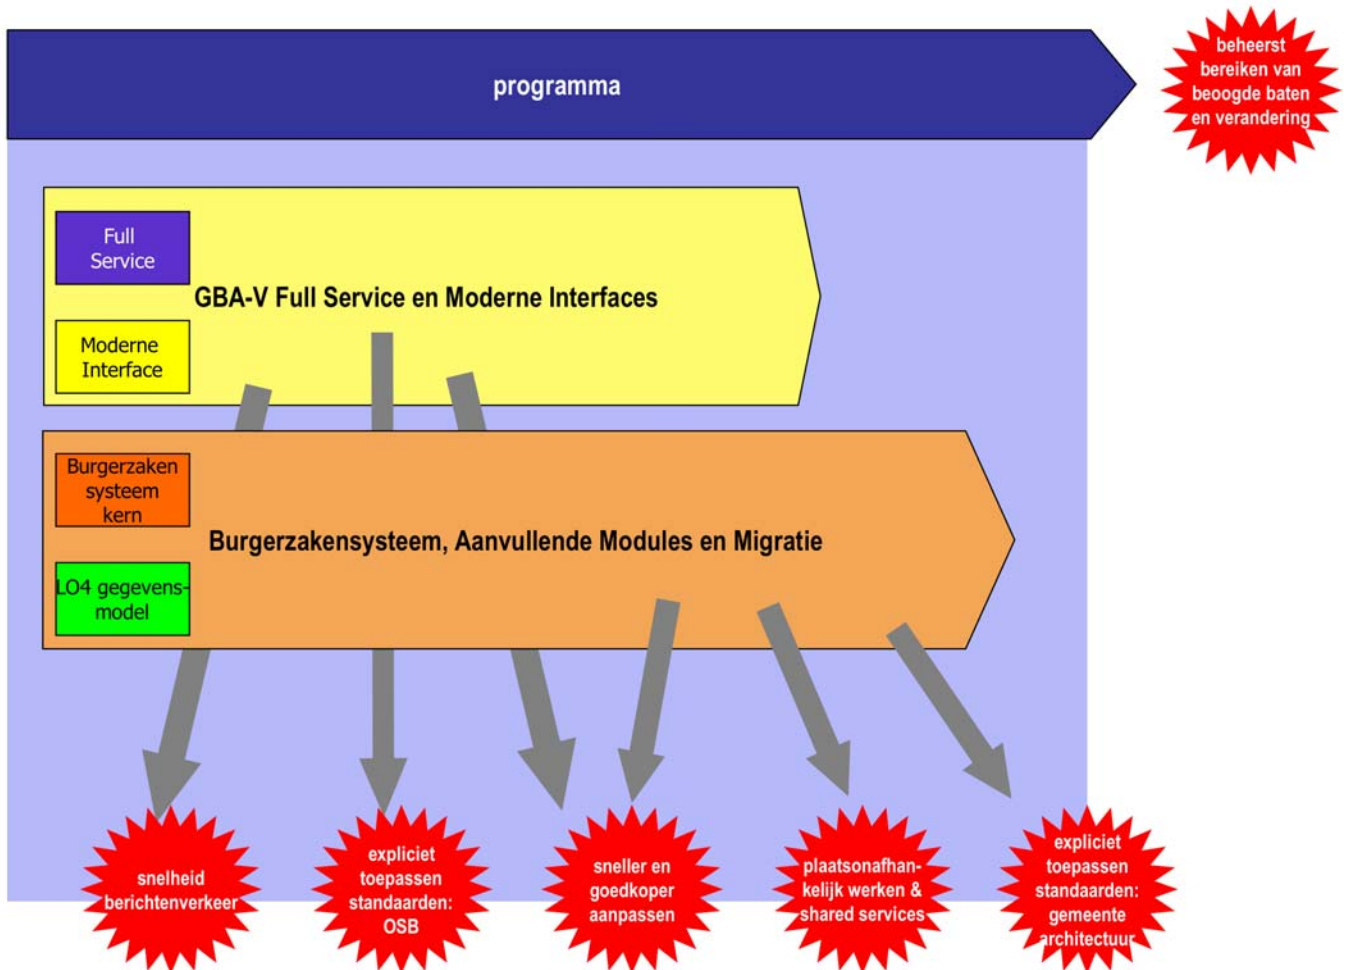 programma
beheerst
bereiken van
beoogde baten
en verandering
Full
Service
GBA-V Full Service en Moderne Interfaces
Moderne
Interface
Burgerzaken
systeem
kern
Burgerzakensysteem, Aanvullende Modules en Migratie
LO4 gegevens-
model
snelheid
berichtenverkeer
expliciet
toepassen
standaarden:
OSB
sneller en
goedkoper
aanpassen
plaatsonafhan-
kelijk werken &
shared services
expliciet
toepassen
standaarden:
gemeente
architectuur